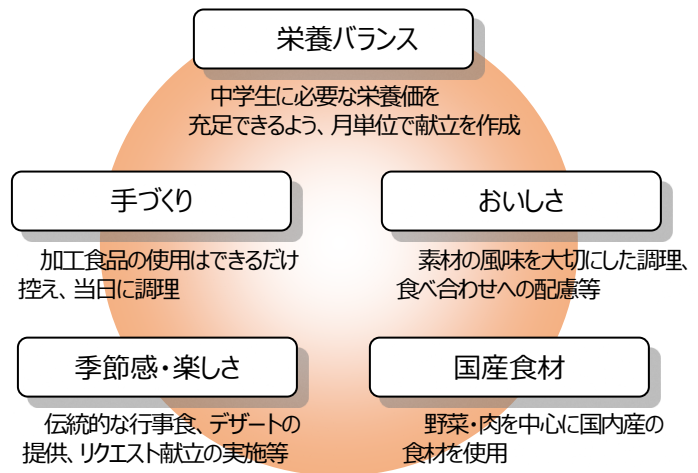 栄養バランス
中学生に必要な栄養価を
充足できるよう、月単位で献立を作成
手づくり
加工食品の使用はできるだけ
控え、当日に調理
おいしさ
素材の風味を大切にした調理、
食べ合わせへの配慮等
季節感・楽しさ
伝統的な行事食、デザートの
提供、リクエスト献立の実施等
国産食材
野菜・肉を中心に国内産の
食材を使用